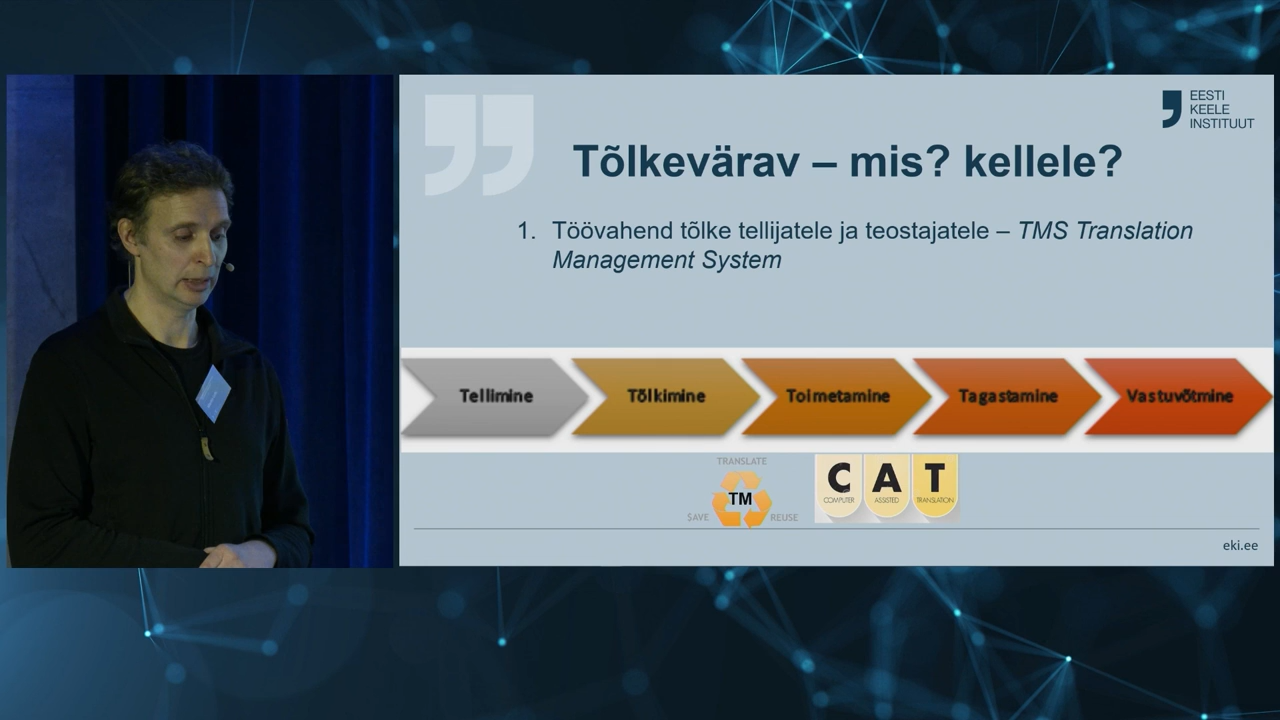 EESTI
KEELE
INSTITUUT
Tõlkevärav – mis? kellele?
1. Töövahend tõlke tellijatele ja teostajatele – TMS Translation
Management System
Tellimine
Tõlkimine
Toimetamine
Tagastamine
Vastuvõtmine
TRANSLATE
TM
$AVE
REUSE
C A T
COMPUTER ASSISTED TRANSLATION
eki.ee